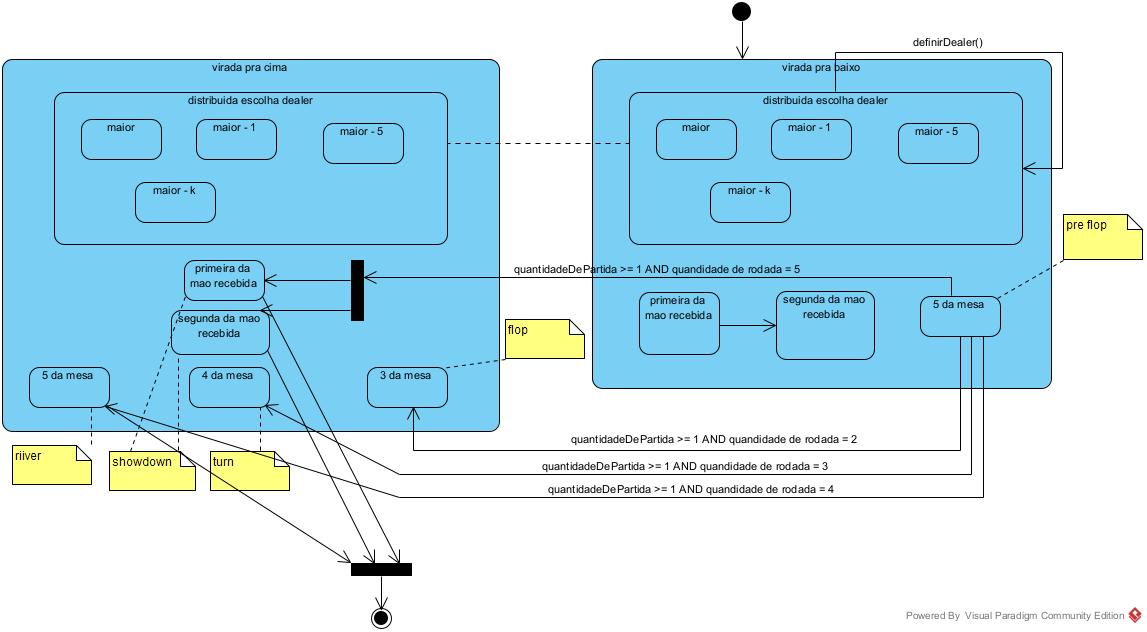 definirDealer()
virada pra cima
distribuida escolha dealer
maior
maior - 1
maior - 5
maior - k
primeira da
mao recebida
segunda da mao
recebida
5 da mesa
4 da mesa
3 da mesa
virada pra baixo
distribuida escolha dealer
maior
maior - 1
maior - 5
maior - k
pre flop
quantidadeDePartida >= 1 AND quandidade de rodada = 5
primeira da
mao recebida
segunda da mao
recebida
5 da mesa
flop
quantidadeDePartida >= 1 AND quandidade de rodada = 2
quantidadeDePartida >= 1 AND quandidade de rodada = 3
quantidadeDePartida >= 1 AND quandidade de rodada = 4
riiver
showdown
turn
Powered By Visual Paradigm Community Edition